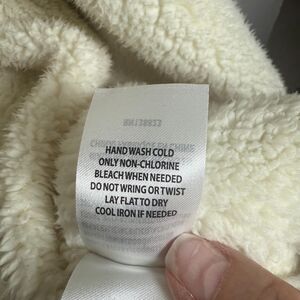 HAND WASH COLD
ONLY NON-CHLORINE
BLEACH WHEN NEEDED
DO NOT WRING OR TWIST
LAY FLAT TO DRY
COOL IRON IF NEEDED